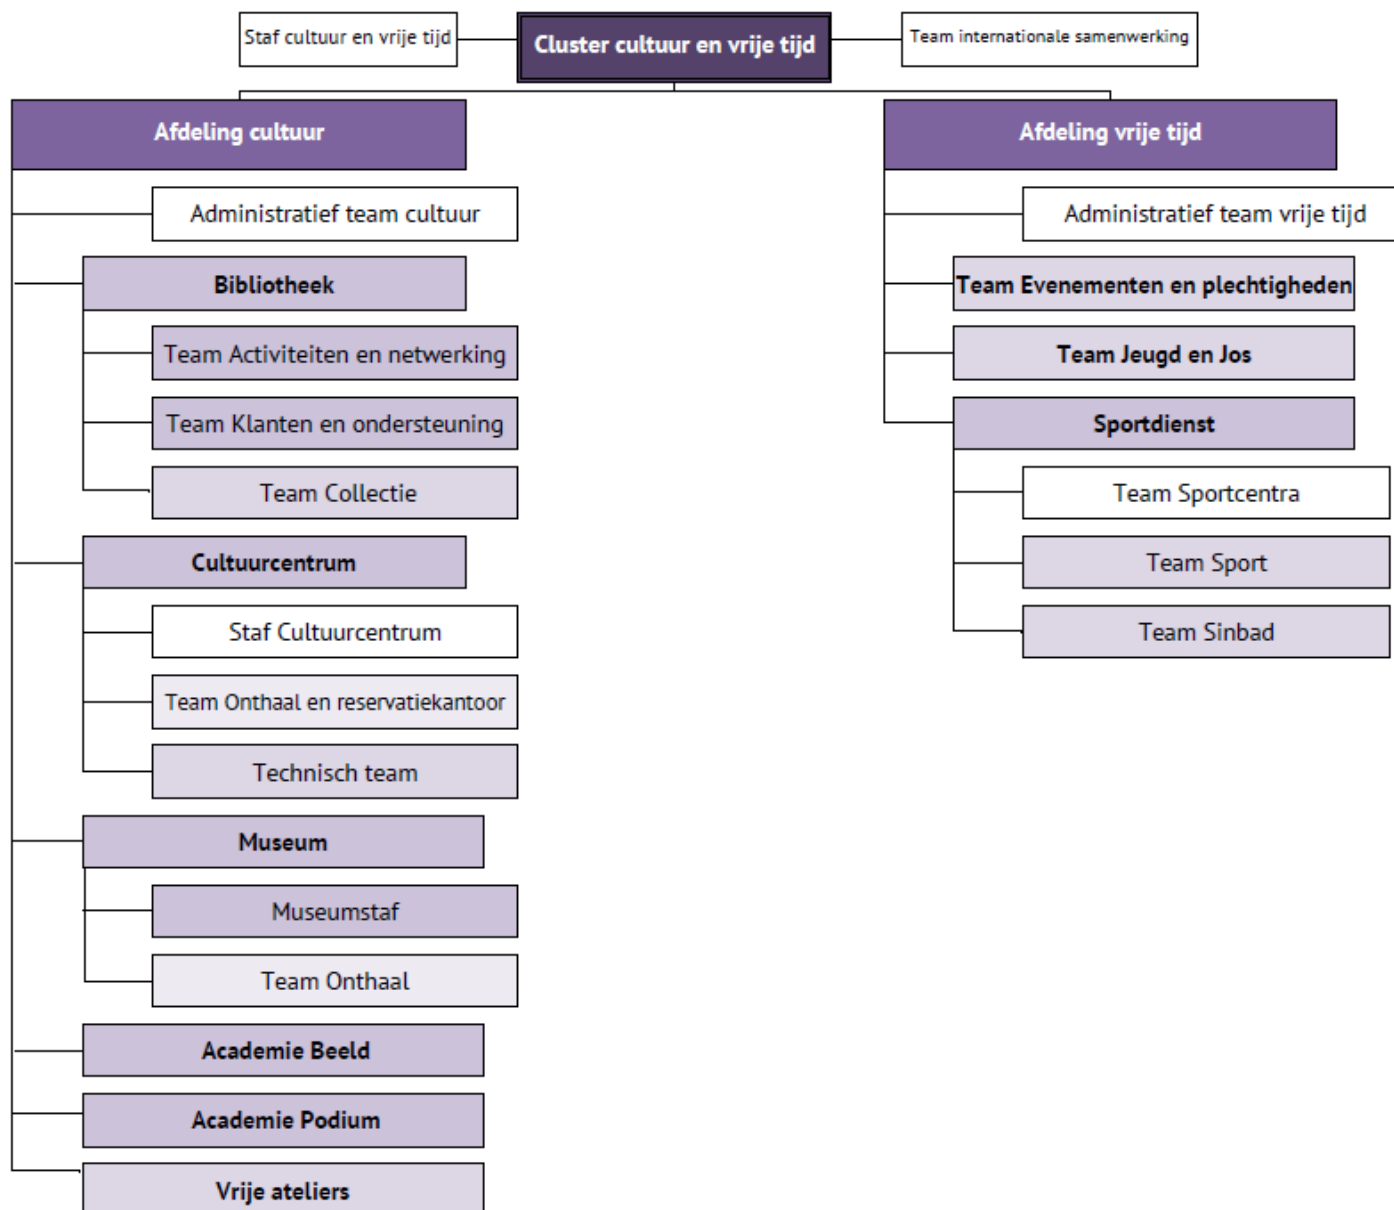 Staf cultuur en vrije tijd
Cluster cultuur en vrije tijd
Team internationale samenwerking
Afdeling cultuur
Administratief team cultuur
Bibliotheek
Team Activiteiten en netwerking
Team Klanten en ondersteuning
Team Collectie
Cultuurcentrum
Staf Cultuurcentrum
Team Onthaal en reservatiekantoor
Technisch team
Museum
Museumstaf
Team Onthaal
Academie Beeld
Academie Podium
Vrije ateliers
Afdeling vrije tijd
Administratief team vrije tijd
Team Evenementen en plechtigheden
Team Jeugd en Jos
Sportdienst
Team Sportcentra
Team Sport
Team Sinbad